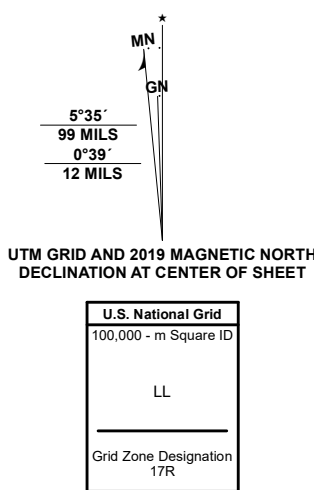 MN
GN
5°35´
99 MILS
0°39´
12 MILS
UTM GRID AND 2019 MAGNETIC NORTH
DECLINATION AT CENTER OF SHEET
U.S. National Grid
100,000 - m Square ID
LL
Grid Zone Designation
17R